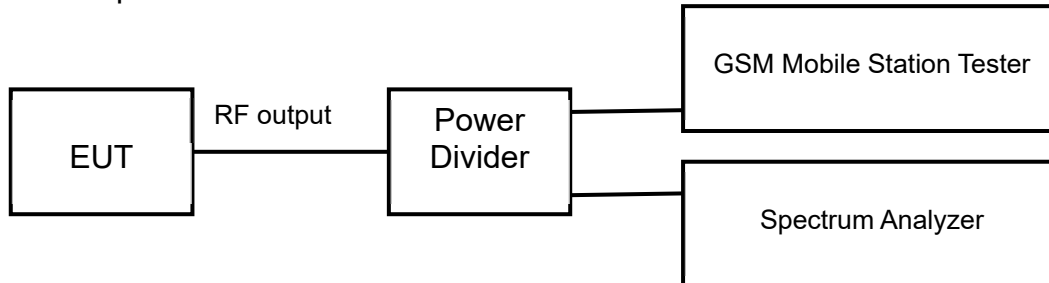 EUT
RF output
Power
Divider
GSM Mobile Station Tester
Spectrum Analyzer